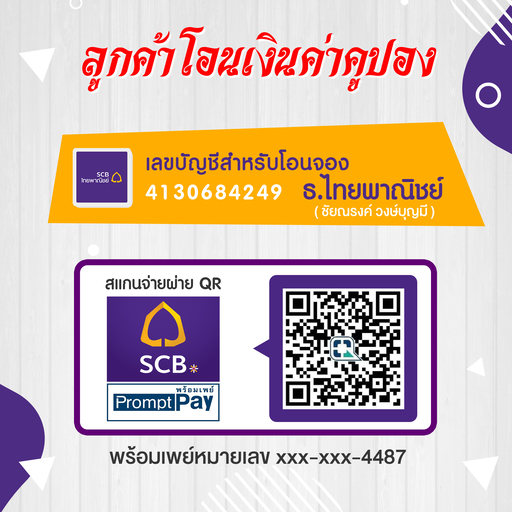 ลูกค้าโอนเงินค่าคูปอง
SCB
ไทยพาณิชย์
เลขบัญชีสำหรับโอนจอง
4130684249 ธ.ไทยพาณิชย์
( ชัยณรงค์ วงษ์บุญมี )
สแกนจ่ายผ่าย QR
SCB
พร้อมเพย์
Prompt Pay
พร้อมเพย์หมายเลข xxx-xxx-4487